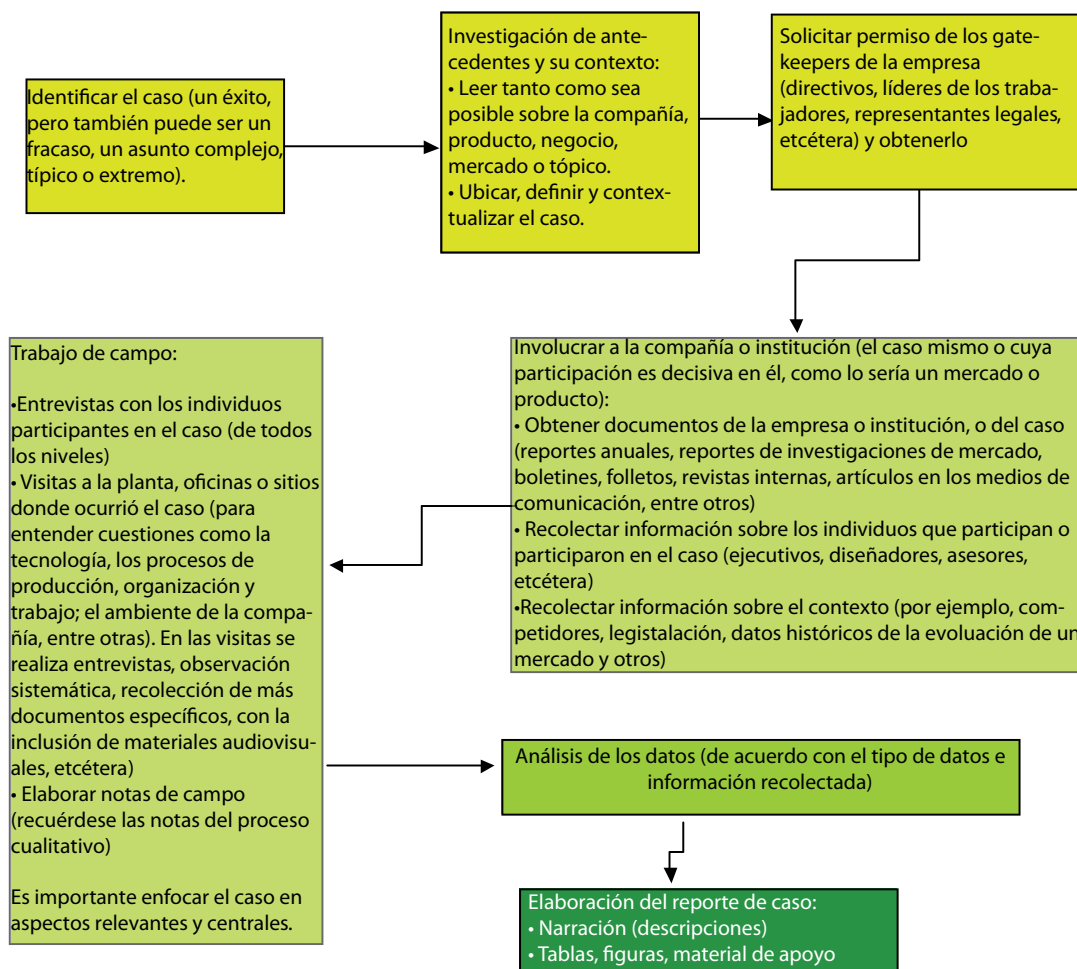 Identificar el caso (un éxito,
pero también puede ser un
fracaso, un asunto complejo,
típico o extremo).
Investigación de ante-
cedentes y su contexto:
• Leer tanto como sea
posible sobre la compañía,
producto, negocio,
mercado o tópico.
• Ubicar, definir y contex-
tualizar el caso.
Solicitar permiso de los gate-
keepers de la empresa
(directivos, líderes de los traba-
jadores, representantes legales,
etcétera) y obtenerlo
Involucrar a la compañía o institución (el caso mismo o cuya
participación es decisiva en él, como lo sería un mercado o
producto):
• Obtener documentos de la empresa o institución, o del caso
(reportes anuales, reportes de investigaciones de mercado,
boletines, folletos, revistas internas, artículos en los medios de
comunicación, entre otros)
• Recolectar información sobre los individuos que participan o
participaron en el caso (ejecutivos, diseñadores, asesores,
etcétera)
•Recolectar información sobre el contexto (por ejemplo, com-
petidores, legistalación, datos históricos de la evoluación de un
mercado y otros)
Trabajo de campo:
•Entrevistas con los individuos
participantes en el caso (de todos
los niveles)
• Visitas a la planta, oficinas o sitios
donde ocurrió el caso (para
entender cuestiones como la
tecnología, los procesos de
producción, organización y
trabajo; el ambiente de la compa-
ñía, entre otras). En las visitas se
realiza entrevistas, observación
sistemática, recolección de más
documentos específicos, con la
inclusión de materiales audiovisu-
ales, etcétera)
• Elaborar notas de campo
(recuérdese las notas del proceso
cualitativo)
Es importante enfocar el caso en
aspectos relevantes y centrales.
Análisis de los datos (de acuerdo con el tipo de datos e
información recolectada)
Elaboración del reporte de caso:
• Narración (descripciones)
• Tablas, figuras, material de apoyo